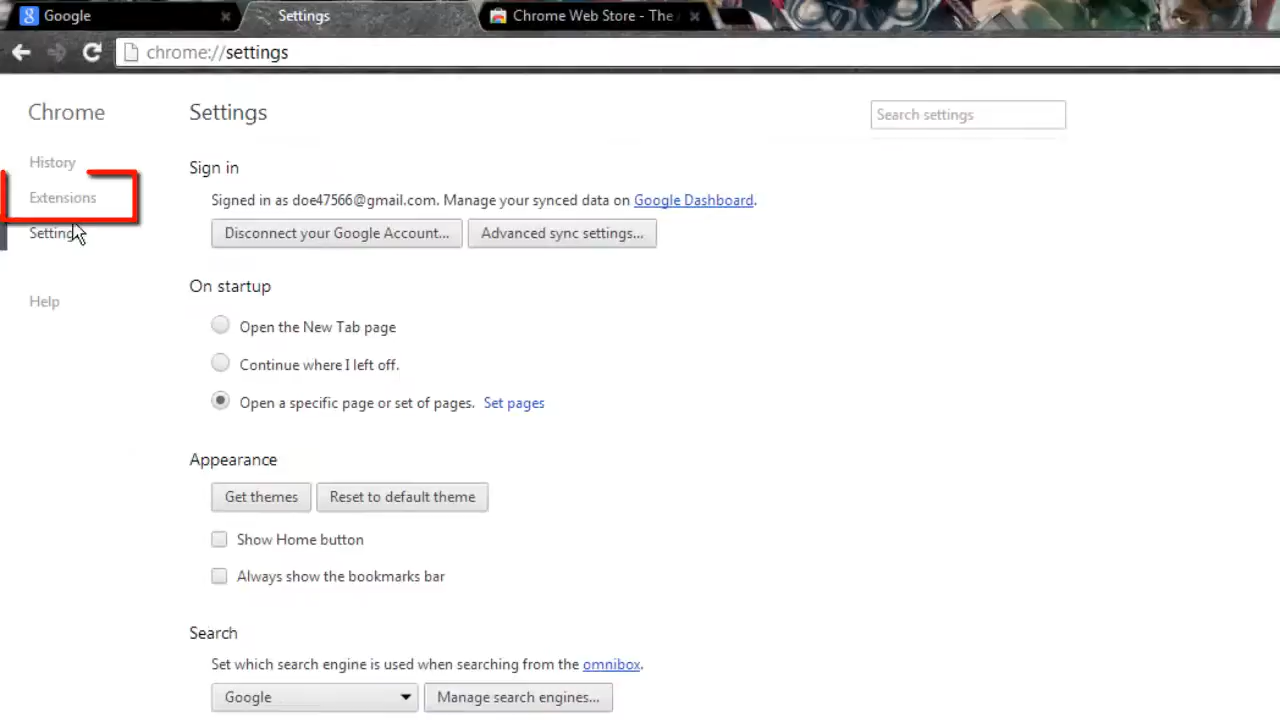 Google
Settings
Chrome Web Store - The
chrome://settings
Chrome
Settings
Search settings
History
Extensions
Settin
Help
Sign in
Signed in as doe47566@gmail.com. Manage your synced data on Google Dashboard.
Disconnect your Google Account...
Advanced sync settings...
On startup
Open the New Tab page
Continue where I left off.
Open a specific page or set of pages. Set pages
Appearance
Get themes
Reset to default theme
Show Home button
Always show the bookmarks bar
Search
Set which search engine is used when searching from the omnibox.
Google
Manage search engines...